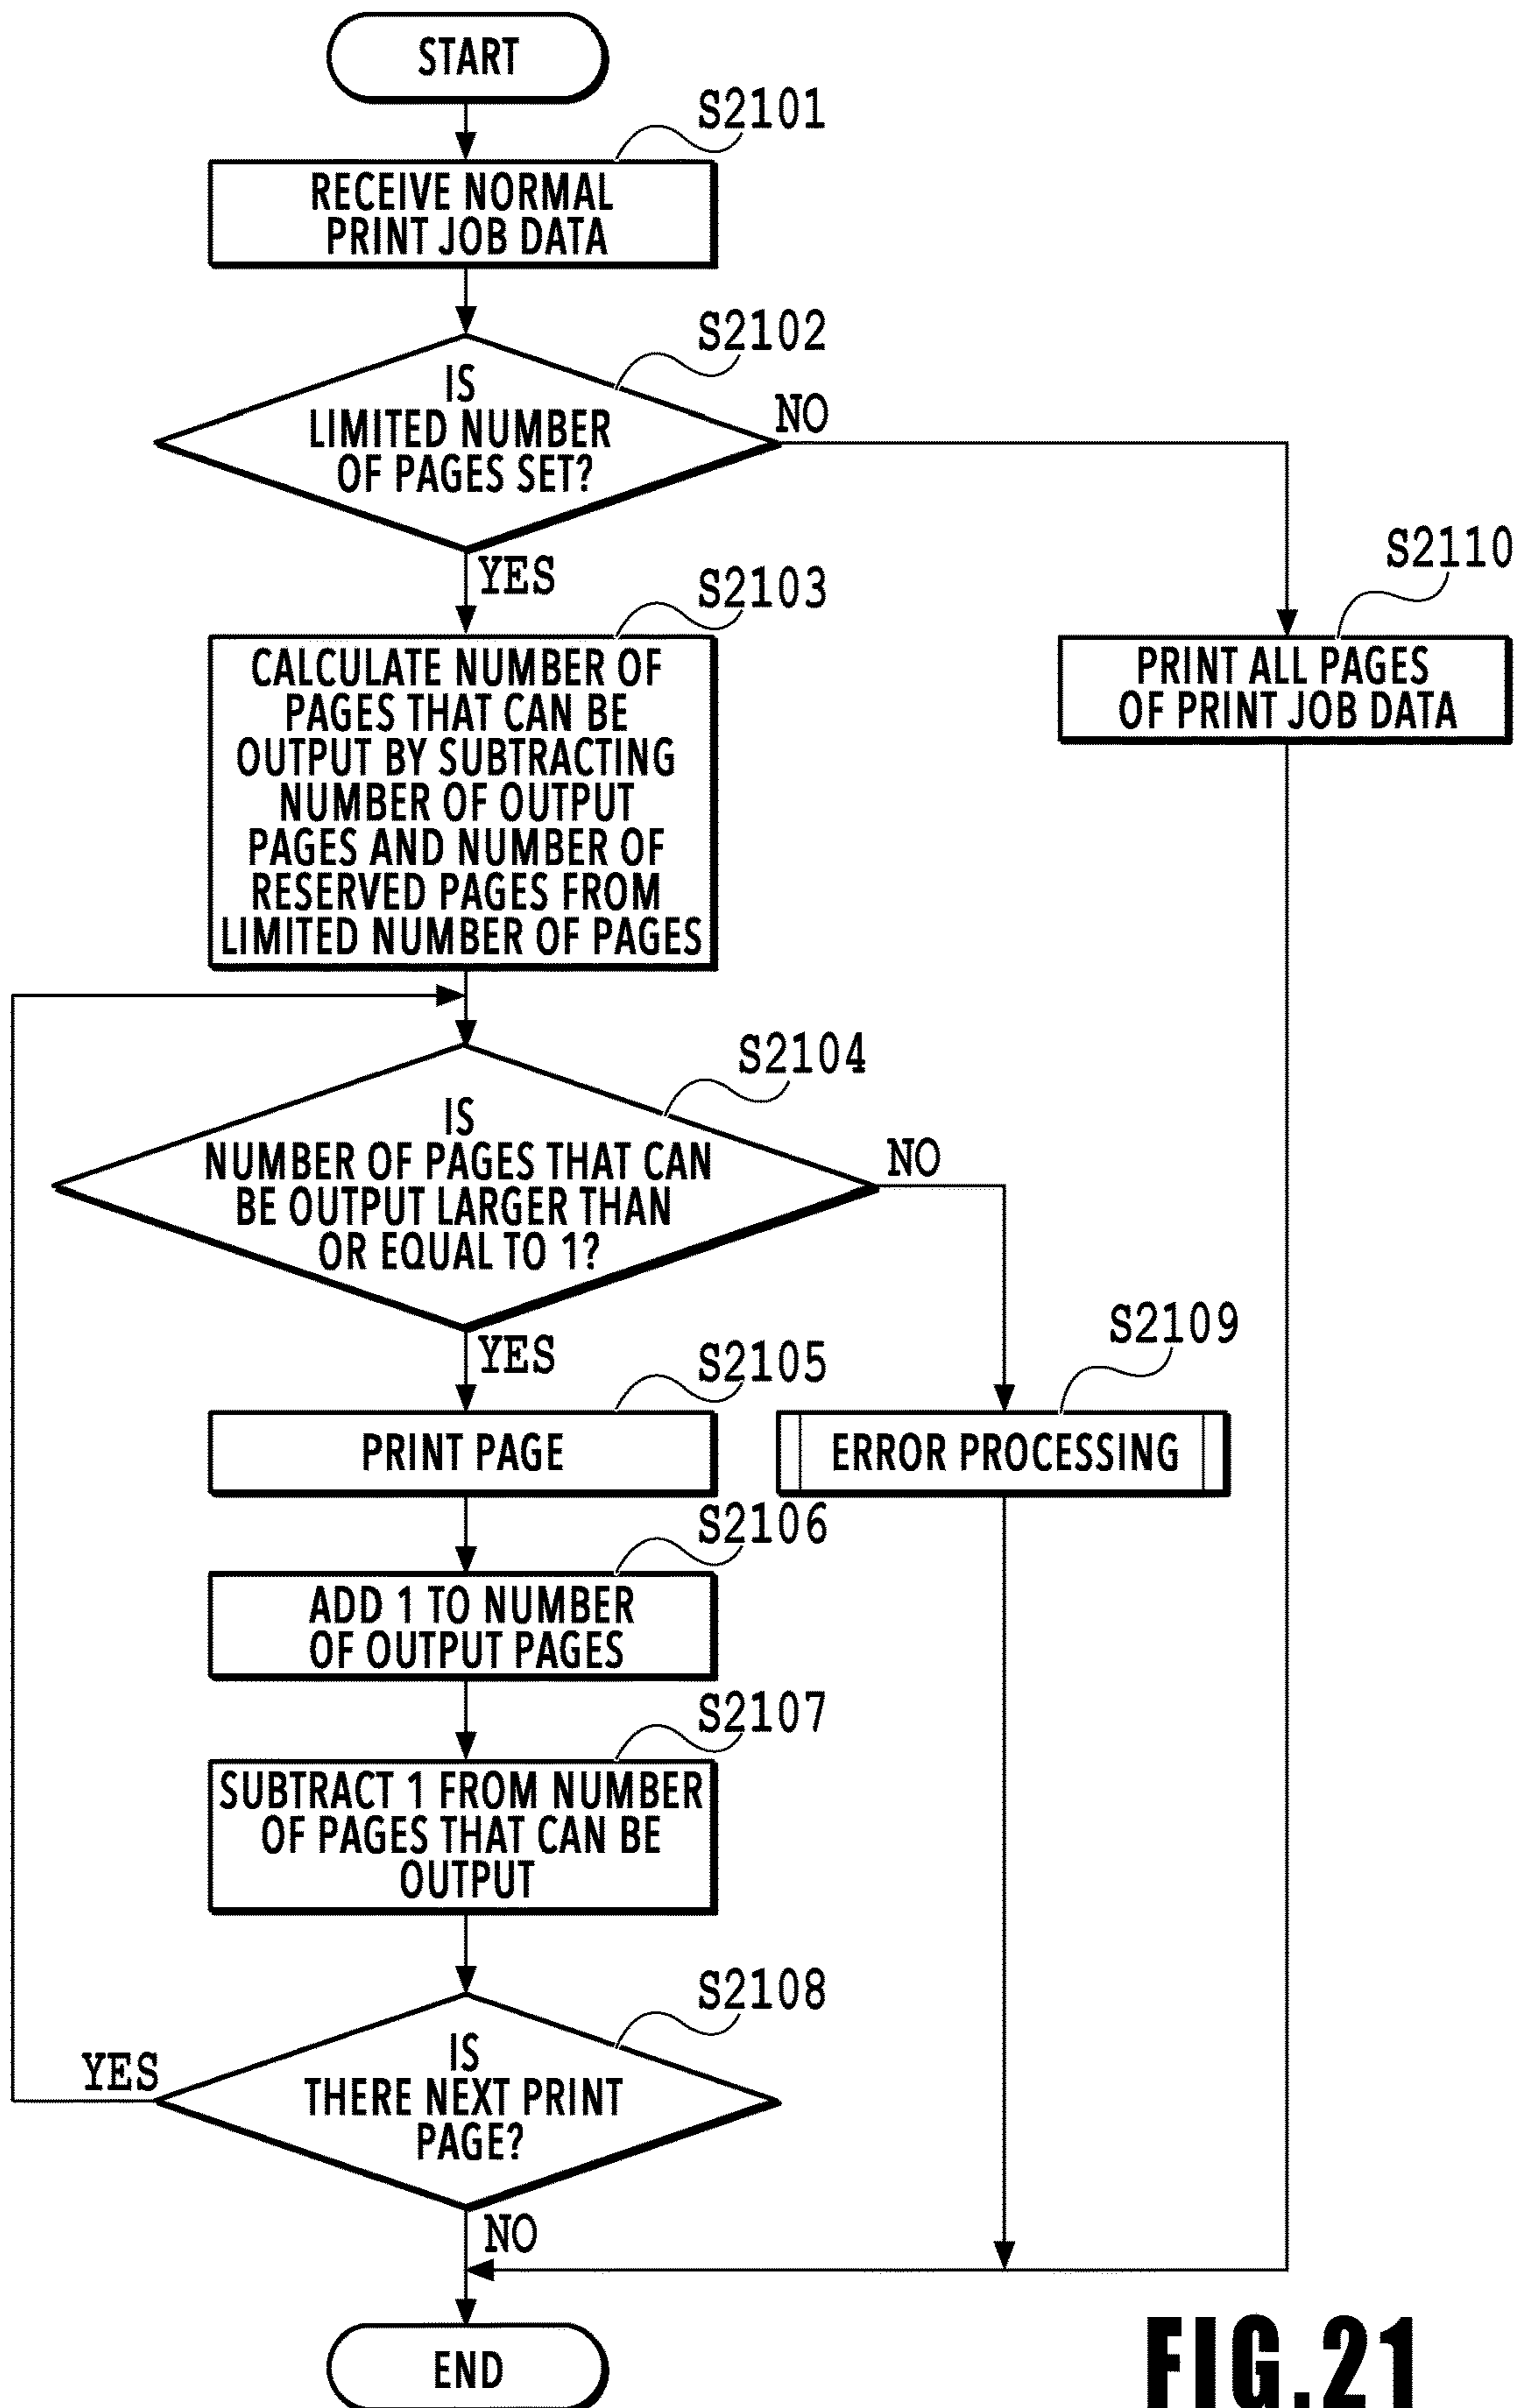 START
S2101
RECEIVE NORMAL
PRINT JOB DATA
S2102
IS
LIMITED NUMBER
OF PAGES SET?
NO
YES
S2103
CALCULATE NUMBER OF
PAGES THAT CAN BE
OUTPUT BY SUBTRACTING
NUMBER OF OUTPUT
PAGES AND NUMBER OF
RESERVED PAGES FROM
LIMITED NUMBER OF PAGES
S2110
PRINT ALL PAGES
OF PRINT JOB DATA
S2104
IS
NUMBER OF PAGES THAT CAN
BE OUTPUT LARGER THAN
OR EQUAL TO 1?
NO
YES
S2105
PRINT PAGE
S2109
ERROR PROCESSING
S2106
ADD 1 TO NUMBER
OF OUTPUT PAGES
S2107
SUBTRACT 1 FROM NUMBER
OF PAGES THAT CAN BE
OUTPUT
S2108
IS
THERE NEXT PRINT
PAGE?
YES
NO
END
FIG.21